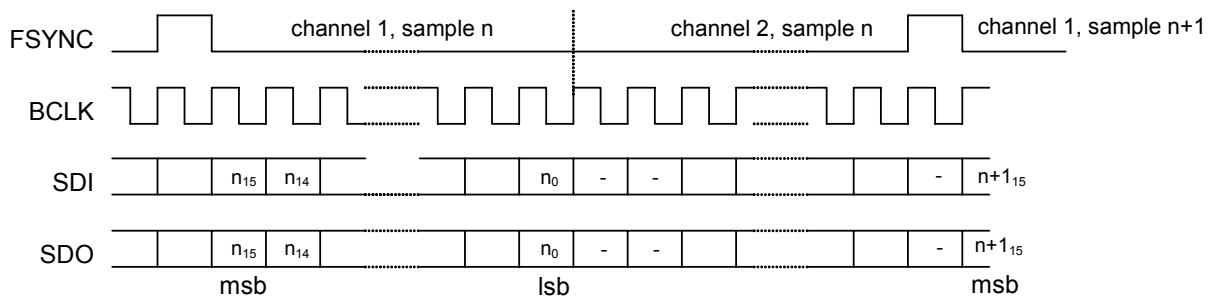 FSYNC channel 1, sample n channel 2, sample n channel 1, sample n+1
BCLK
SDI n₁₅ n₁₄ n₀ - - - n+1₁₅
SDO n₁₅ n₁₄ n₀ - - - n+1₁₅
msb lsb msb